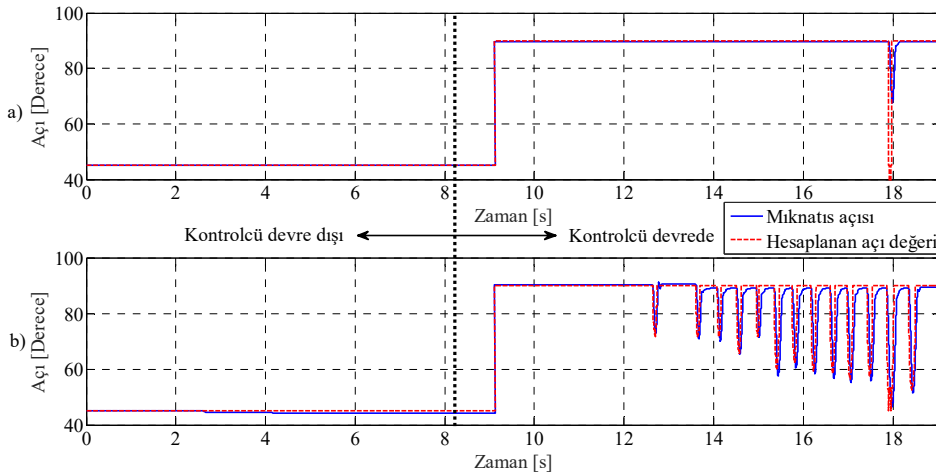 100
80
60
40
a)
Açı [Derece]
0 2 4 6 8 10 12 14 16 18
Zaman [s]
Kontrolcü devre dışı
Kontrolcü devrede
Mıknatıs açısı
Hesaplanan açı değeri
100
80
60
40
b)
Açı [Derece]
0 2 4 6 8 10 12 14 16 18
Zaman [s]